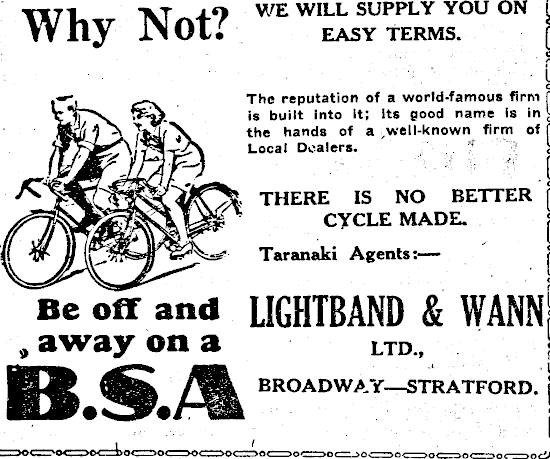 Why Not?
WE WILL SUPPLY YOU ON
EASY TERMS.
The reputation of a world-famous firm
is built into it; its good name is in
the hands of a well-known firm of
Local Dealers.
THERE IS NO BETTER
CYCLE MADE.
Taranaki Agents:—
Be off and
away on a
B.S.A
LIGHTBAND & WANN
LTD.,
BROADWAY—STRATFORD.